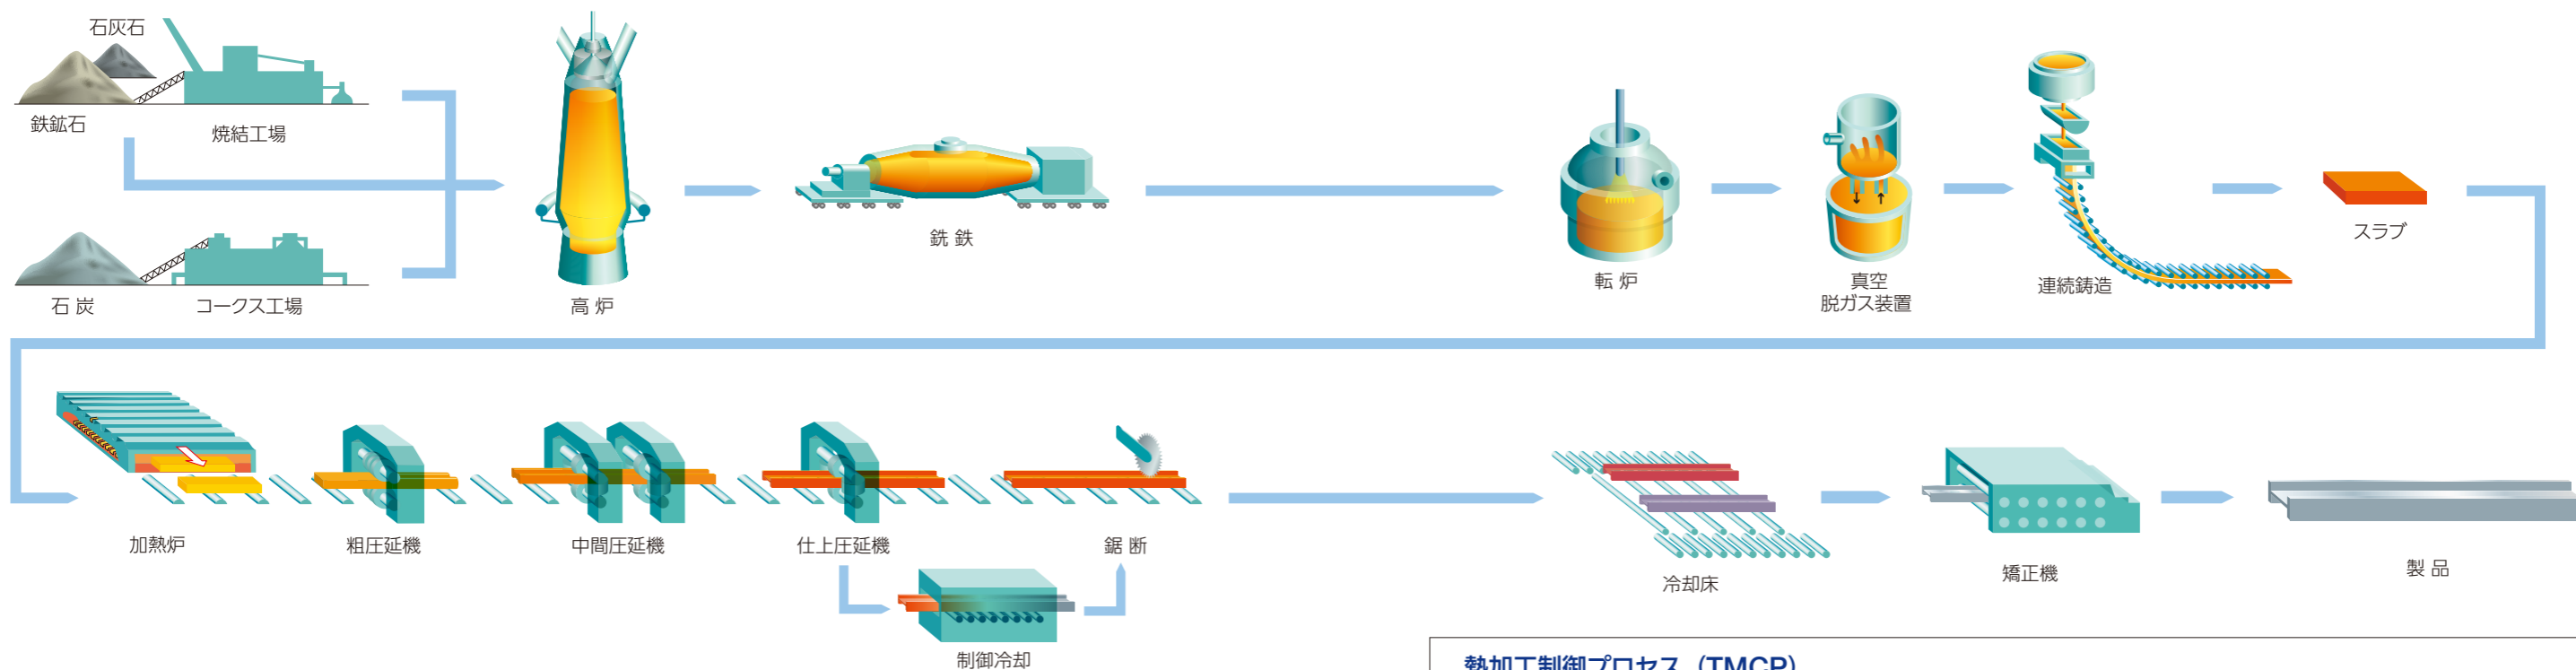 石灰石
鉄鉱石
焼結工場
石 炭
コークス工場
高 炉
銑 鉄
転 炉
真空
脱ガス装置
連続鋳造
スラブ
加熱炉
粗圧延機
中間圧延機
仕上圧延機
鋸 断
制御冷却
冷却床
矯正機
製 品
熱加工制御プロセス（TMCP）